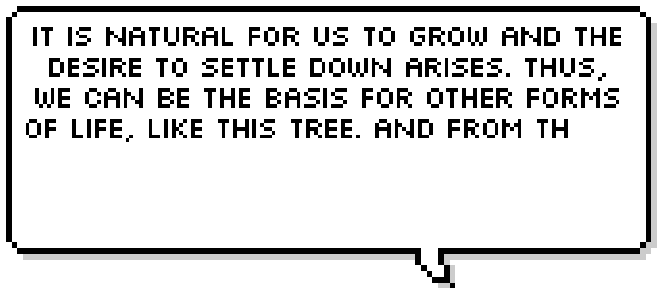 IT IS NATURAL FOR US TO GROW AND THE
DESIRE TO SETTLE DOWN ARISES. THUS,
WE CAN BE THE BASIS FOR OTHER FORMS
OF LIFE, LIKE THIS TREE. AND FROM TH